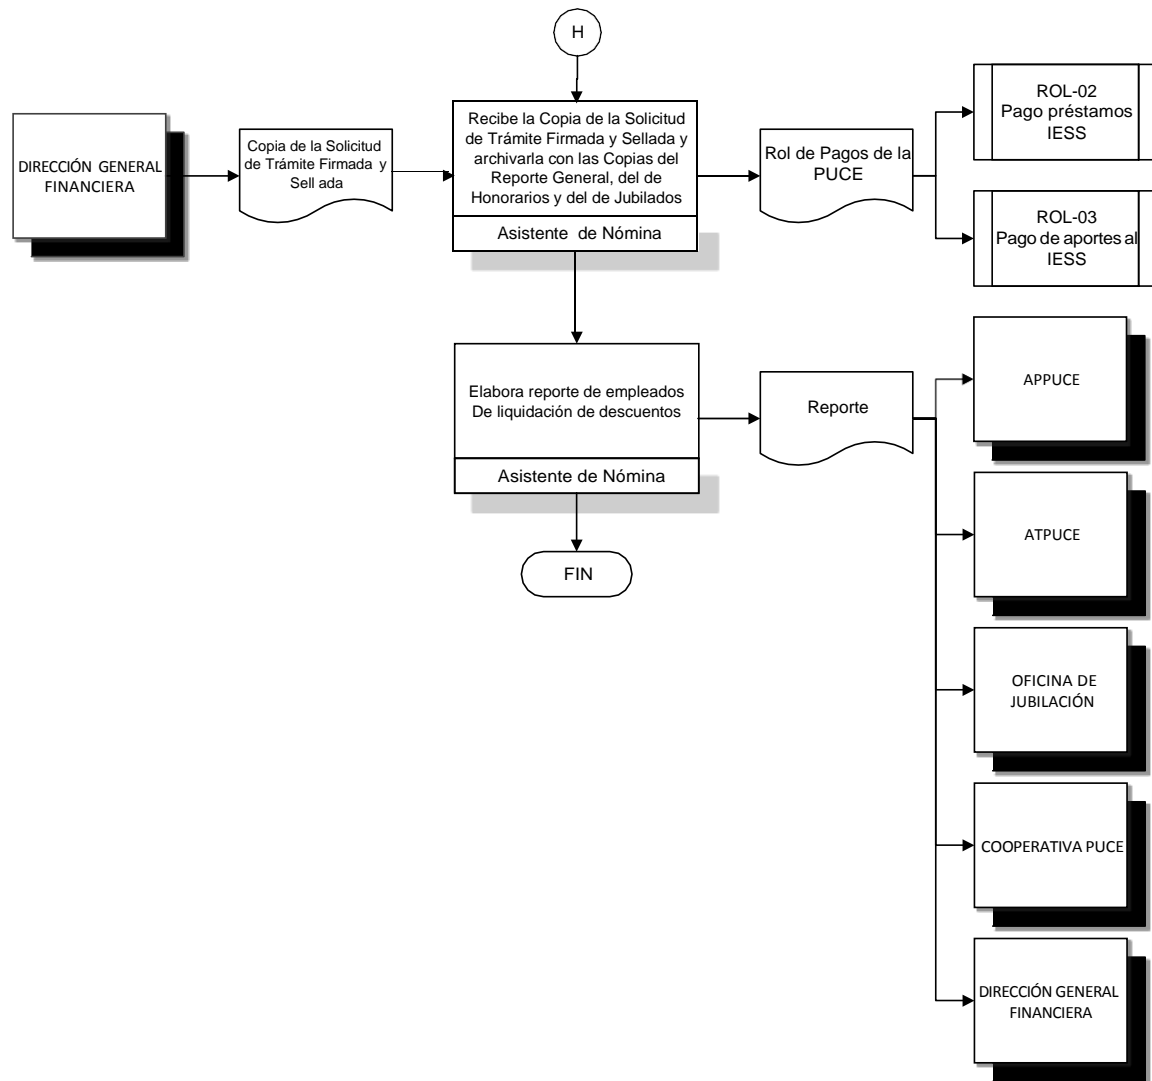 H
DIRECCIÓN GENERAL
FINANCIERA
Copia de la Solicitud
de Trámite Firmada y
Sell ada
Recibe la Copia de la Solicitud
de Trámite Firmada y Sellada y
archivarla con las Copias del
Reporte General, del de
Honorarios y del de Jubilados
Asistente de Nómina
Rol de Pagos de la
PUCE
ROL-02
Pago préstamos
IESS
ROL-03
Pago de aportes al
IESS
Elabora reporte de empleados
De liquidación de descuentos
Asistente de Nómina
Reporte
FIN
APPUCE
ATPUCE
OFICINA DE
JUBILACIÓN
COOPERATIVA PUCE
DIRECCIÓN GENERAL
FINANCIERA